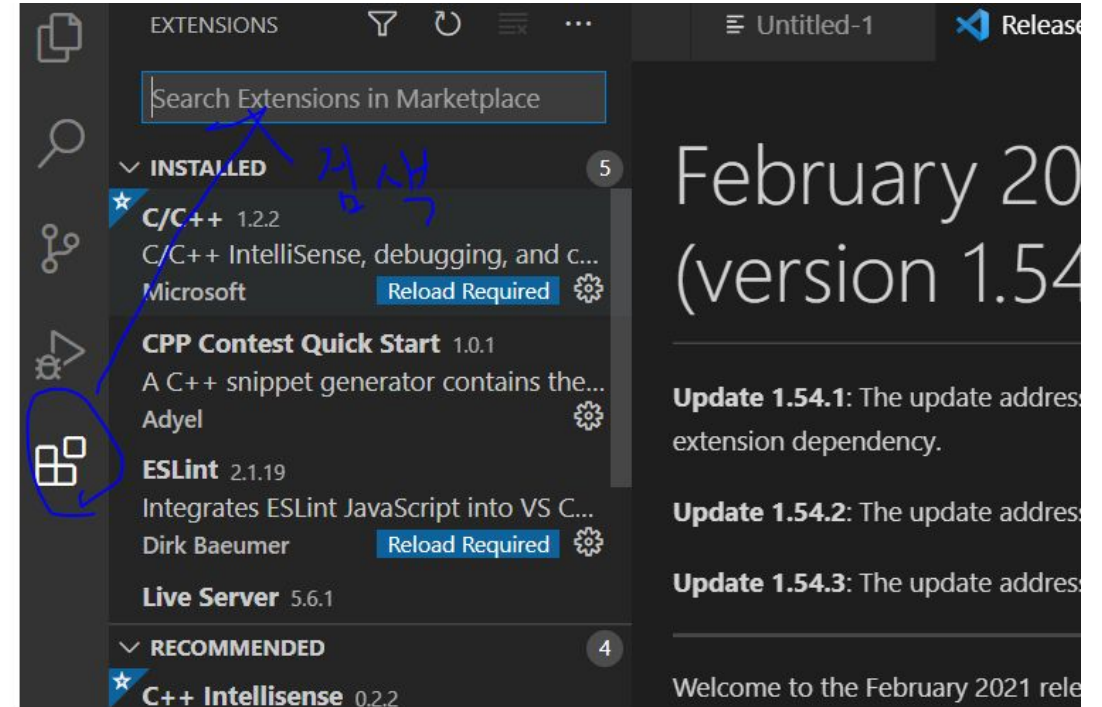 EXTENSIONS
Search Extensions in Marketplace
검색
INSTALLED 5
C/C++ 1.2.2
C/C++ IntelliSense, debugging, and c...
Microsoft Reload Required
CPP Contest Quick Start 1.0.1
A C++ snippet generator contains the...
Adyel
ESLint 2.1.19
Integrates ESLint JavaScript into VS C...
Dirk Baeumer Reload Required
Live Server 5.6.1
RECOMMENDED 4
C++ Intellisense 0.2.2
Untitled-1 Release
February 20
(version 1.54
Update 1.54.1: The update address
extension dependency.
Update 1.54.2: The update address
Update 1.54.3: The update address
Welcome to the February 2021 rele